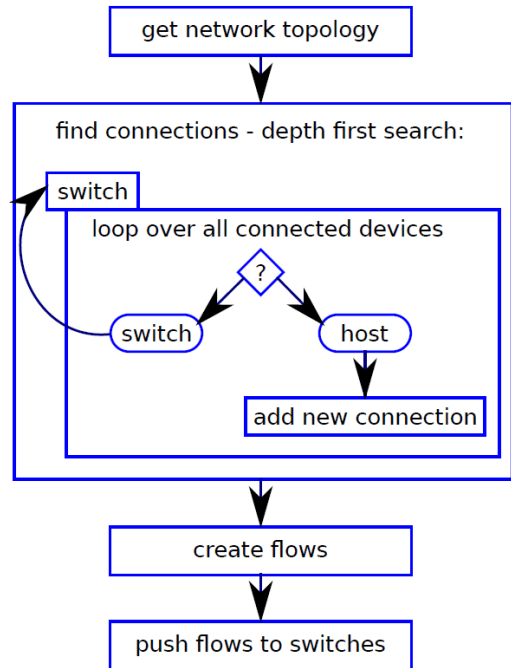 get network topology
find connections - depth first search:
switch
loop over all connected devices
?
switch
host
add new connection
create flows
push flows to switches